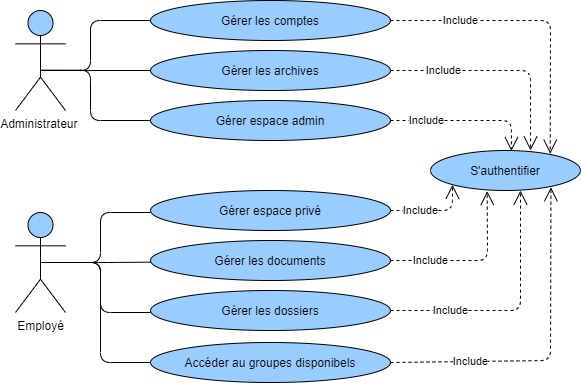 Gérer les comptes
Include
Gérer les archives
Include
Administrateur
Gérer espace admin
Include
S'authentifier
Gérer espace privé
Include
Gérer les documents
Include
Gérer les dossiers
Include
Employé
Accéder au groupes disponibels
Include